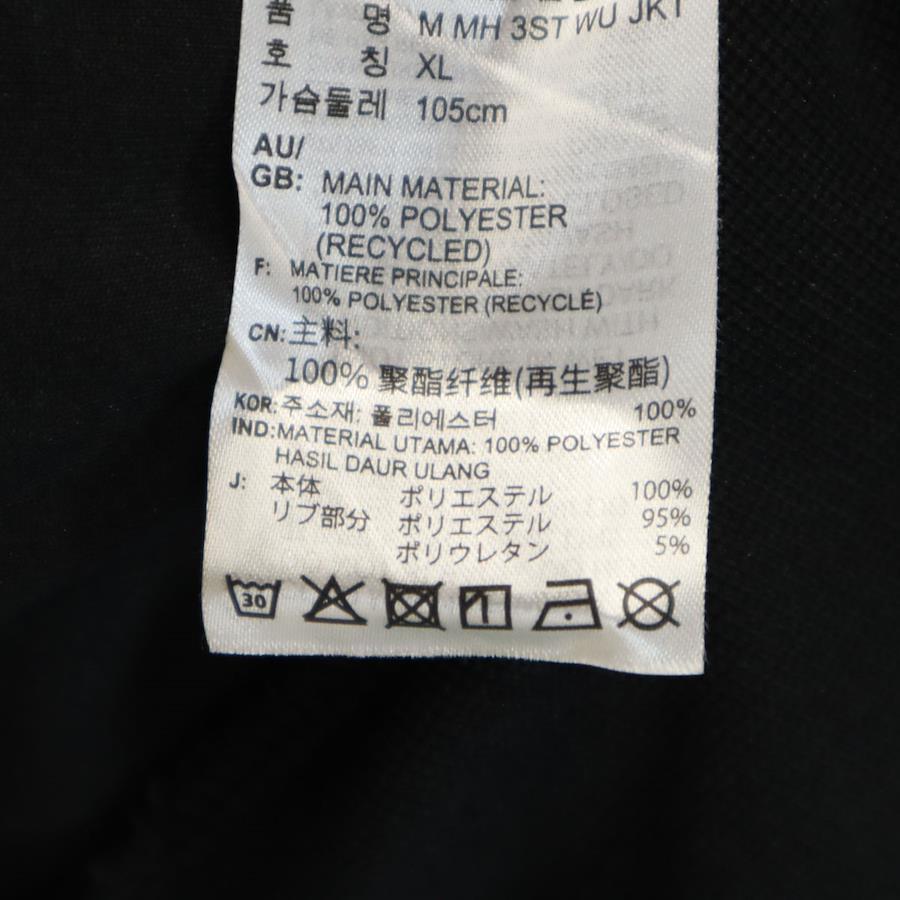 품 명 M MH 3ST WU JKT
호 칭 XL
가슴둘레 105cm
AU/
GB: MAIN MATERIAL:
100% POLYESTER
(RECYCLED)
F: MATIERE PRINCIPALE:
100% POLYESTER (RECYCLÉ)
CN: 主料:
100% 聚酯纤维(再生聚酯)
KOR: 주소재: 폴리에스터 100%
IND: MATERIAL UTAMA: 100% POLYESTER
HASIL DAUR ULANG
J: 本体 ポリエステル 100%
リブ部分 ポリエステル 95%
ポリウレタン 5%
30